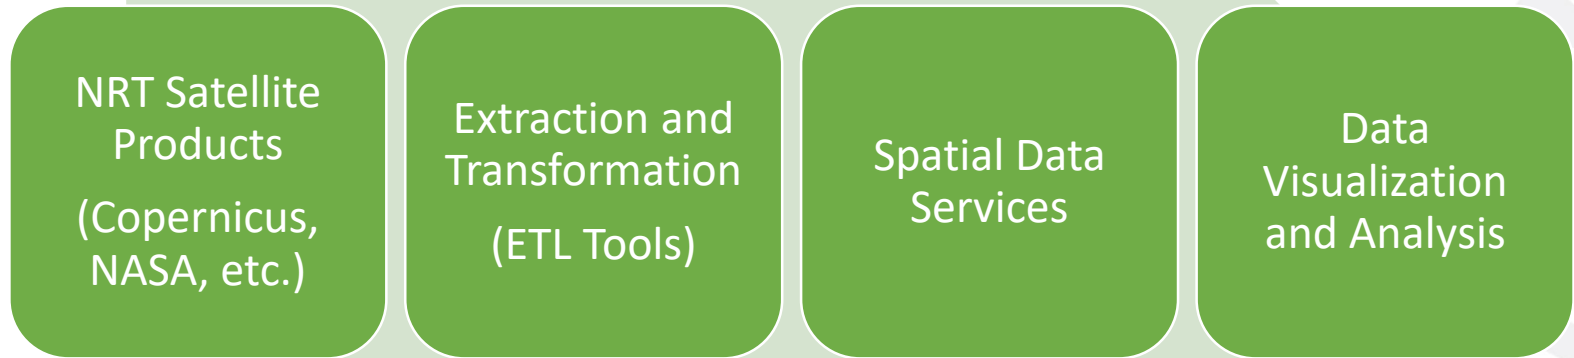 NRT Satellite
Products
(Copernicus,
NASA, etc.)
Extraction and
Transformation
(ETL Tools)
Spatial Data
Services
Data
Visualization
and Analysis